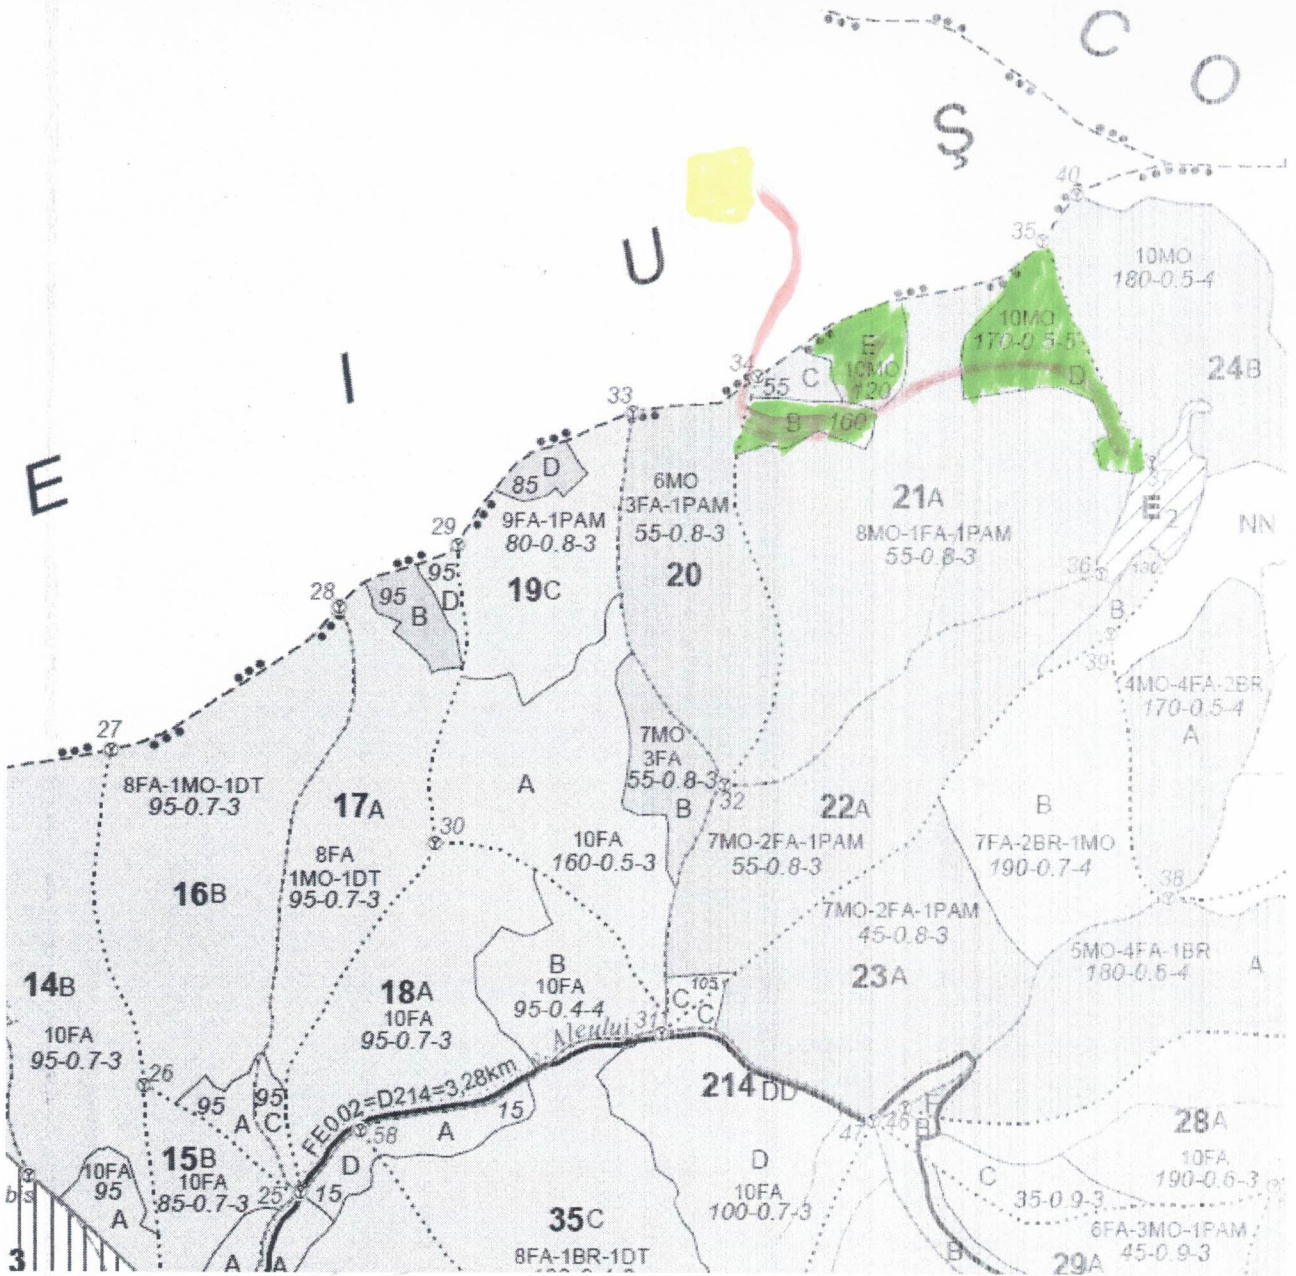 C
O
Ș
40
U
35
10MO
180-0.5-4
10MO
170-0.5-5
E
10MO
120
24B
I
34
55
C
D
33
B
160
E
D
85
6MO
3FA-1PAM
55-0.8-3
21A
8MO-1FA-1PAM
55-0.8-3
37
E
2
NN
29
9FA-1PAM
80-0.8-3
95
20
36
130
28
95
B
D
19C
B
39
4MO-4FA-2BR
170-0.5-4
A
27
7MO
3FA
55-0.8-3
8FA-1MO-1DT
95-0.7-3
17A
A
32
B
22A
B
30
10FA
160-0.5-3
7MO-2FA-1PAM
55-0.8-3
7FA-2BR-1MO
190-0.7-4
8FA
1MO-1DT
95-0.7-3
16B
38
7MO-2FA-1PAM
45-0.8-3
5MO-4FA-1BR
180-0.6-4
A
B
10FA
95-0.4-4
14B
18A
10FA
95-0.7-3
105
C
C
23A
31
Aleului
10FA
95-0.7-3
26
FE002=D214=3,28km
15
214 DD
95
95
A
C
58
A
47
46
F
B
28A
10FA
190-0.6-3
15B
10FA
85-0.7-3
10FA
95
A
D
D
10FA
100-0.7-3
C
35-0.9-3
bis
25
15
35C
8FA-1BR-1DT
6FA-3MO-1PAM
45-0.9-3
3
A
A
B
29A